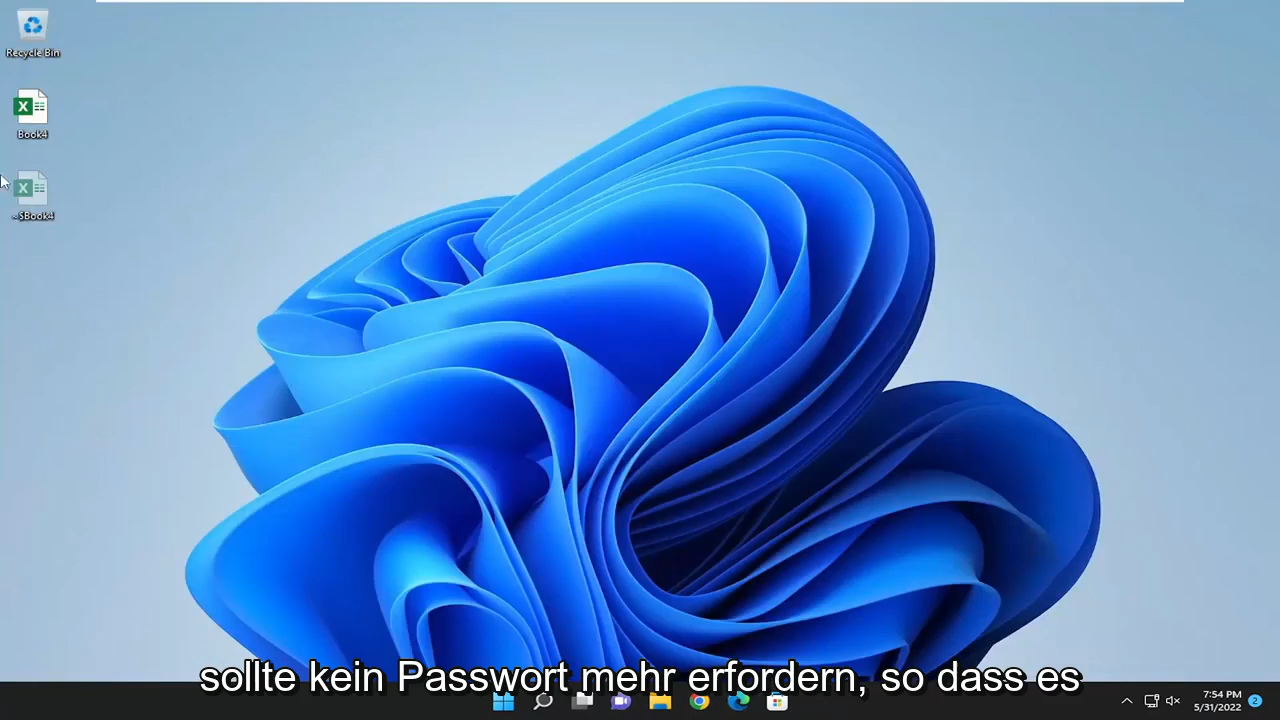 Recycle Bin
Book4
~$Book4
sollte kein Passwort mehr erfordern, so dass es
7:54 PM
5/31/2022
2